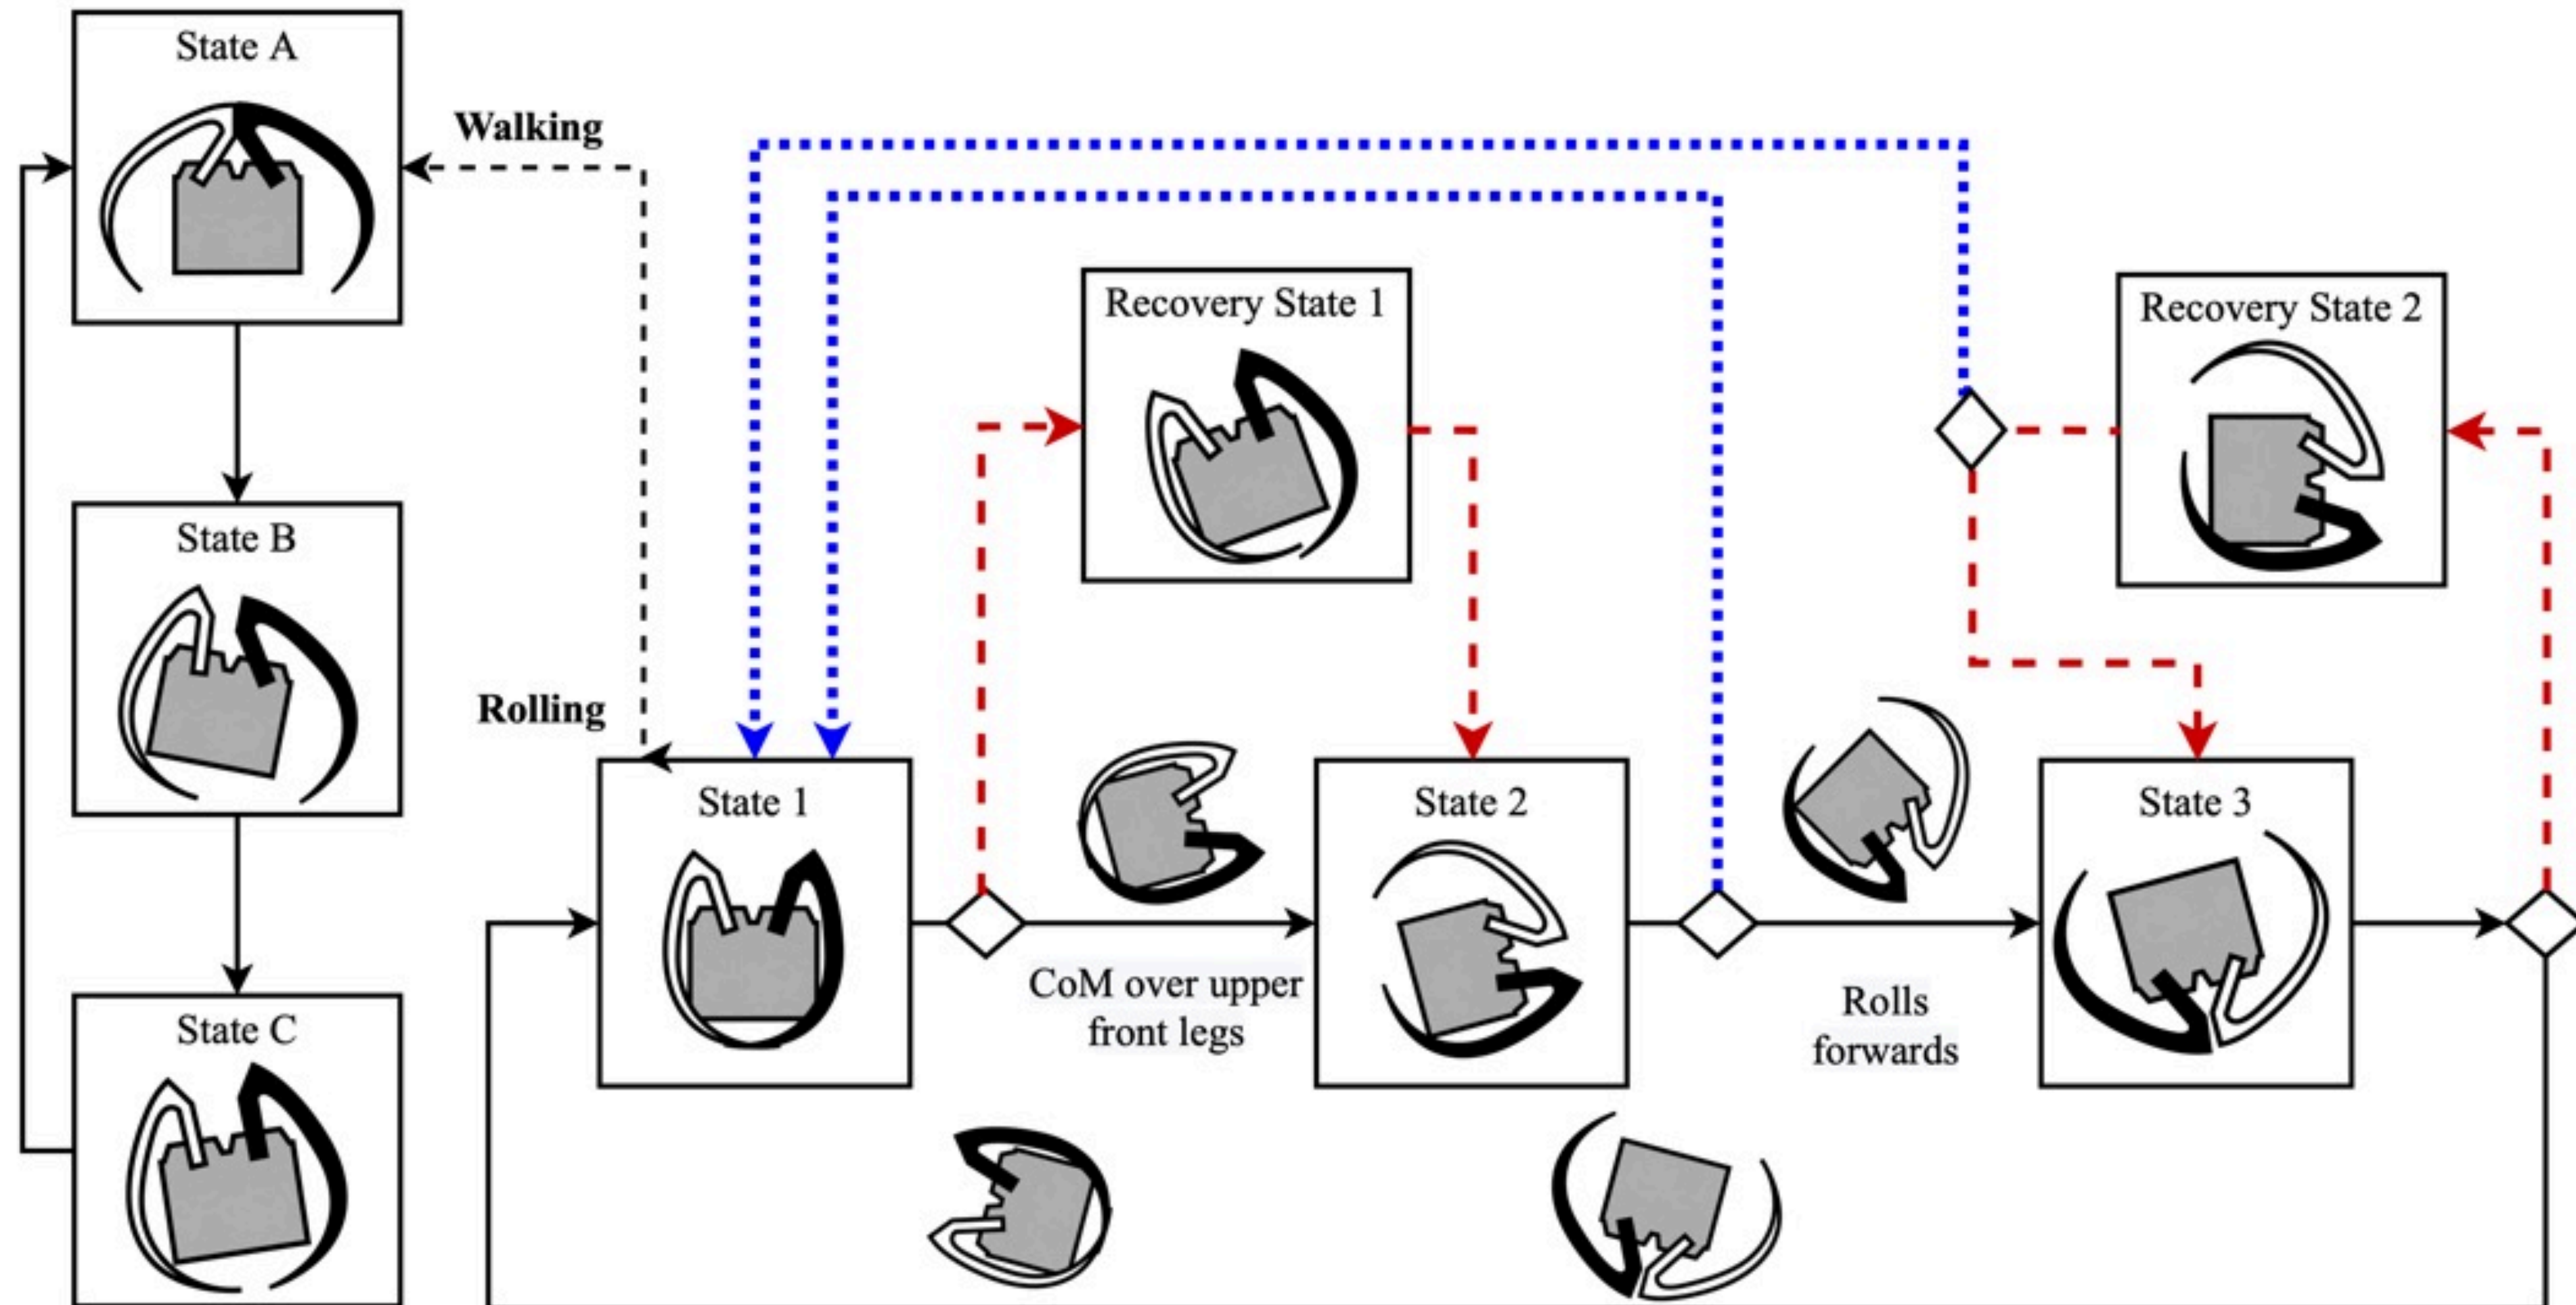 State A
Walking
Recovery State 1
Recovery State 2
State B
Rolling
State 1
State 2
State 3
CoM over upper
front legs
Rolls
forwards
State C